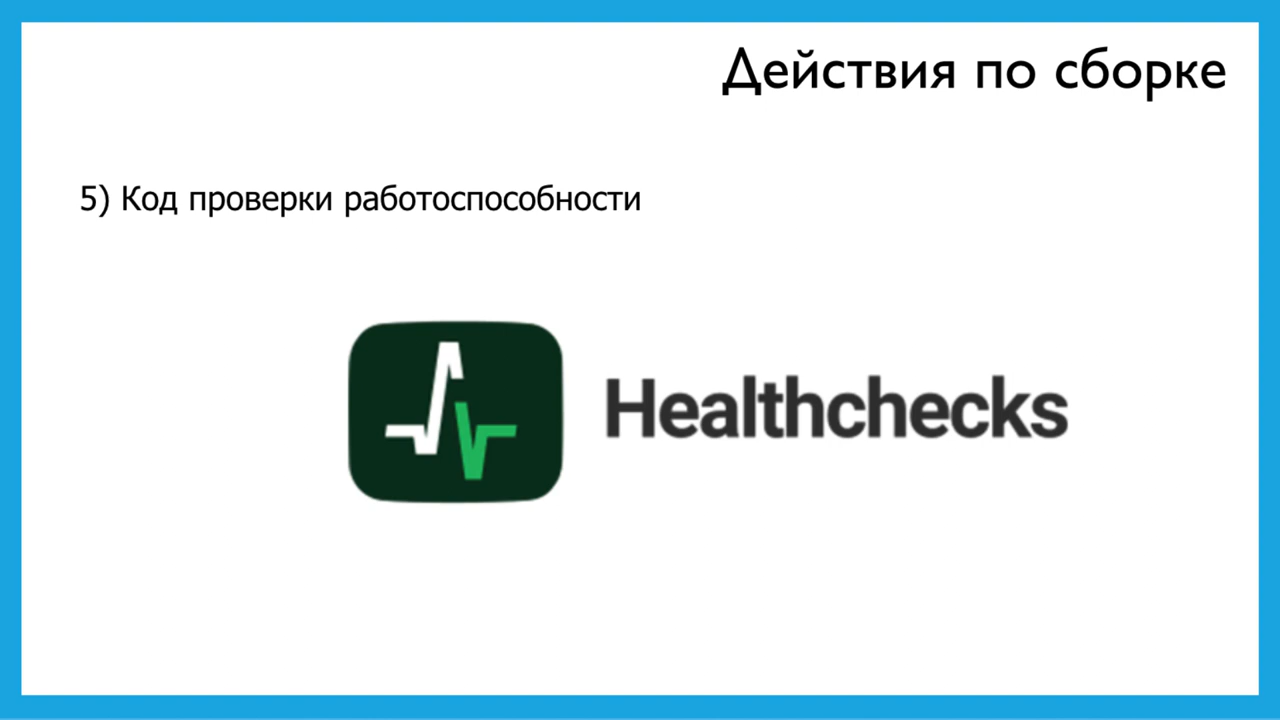 Действия по сборке
5) Код проверки работоспособности
Healthchecks